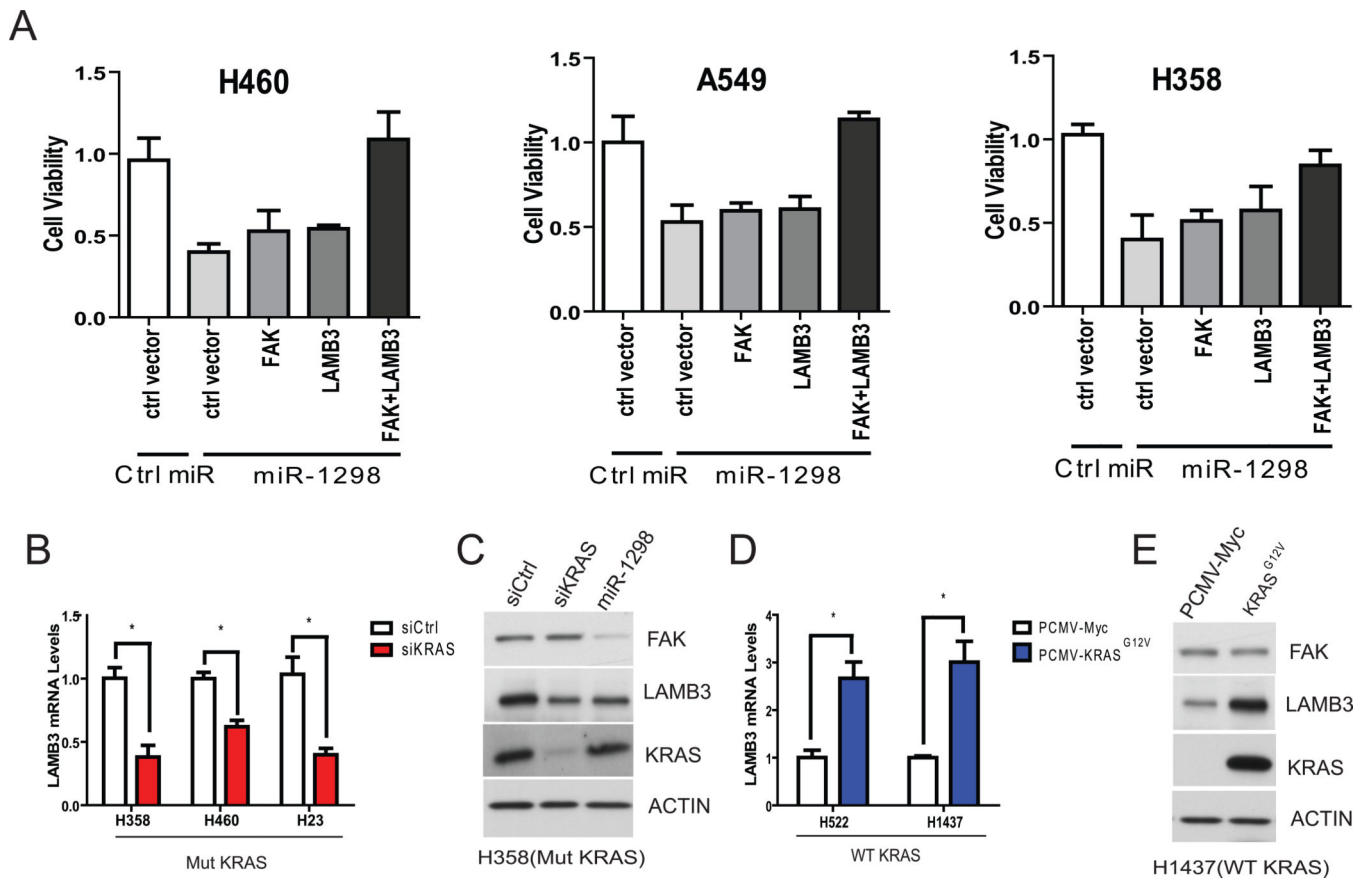 A
H460
Cell Viability
1.5
1.0
0.5
0.0
ctrl vector
ctrl vector
FAK
LAMB3
FAK+LAMB3
Ctrl miR
miR-1298
A549
Cell Viability
1.5
1.0
0.5
0.0
ctrl vector
ctrl vector
FAK
LAMB3
FAK+LAMB3
Ctrl miR
miR-1298
H358
Cell Viability
1.5
1.0
0.5
0.0
ctrl vector
ctrl vector
FAK
LAMB3
FAK+LAMB3
Ctrl miR
miR-1298
B
LAMB3 mRNA Levels
1.5
1.0
0.5
0.0
*
*
*
siCtrl
siKRAS
H358
H460
H23
Mut KRAS
C
siCtrl
siKRAS
miR-1298
FAK
LAMB3
KRAS
ACTIN
H358(Mut KRAS)
D
LAMB3 mRNA Levels
4
3
2
1
0
*
*
PCMV-Myc
PCMV-KRAS G12V
H522
H1437
WT KRAS
E
PCMV-Myc
KRAS G12V
FAK
LAMB3
KRAS
ACTIN
H1437(WT KRAS)